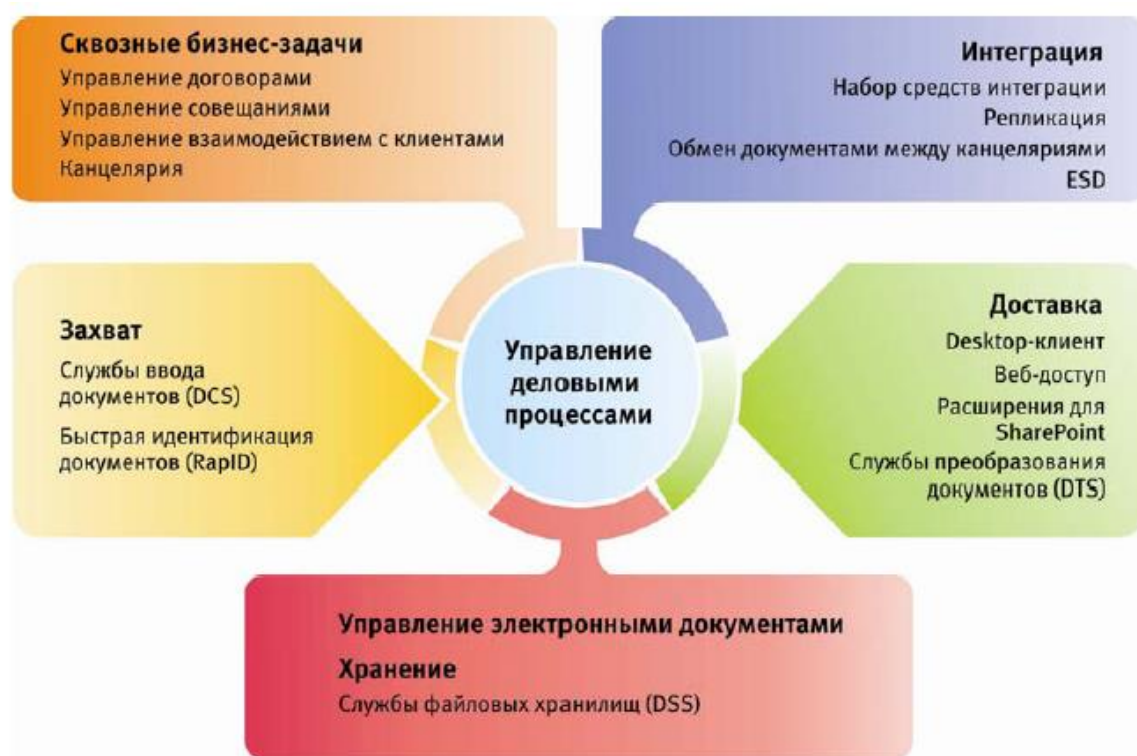 Сквозные бизнес-задачи
Управление договорами
Управление совещаниями
Управление взаимодействием с клиентами
Канцелярия
Интеграция
Набор средств интеграции
Репликация
Обмен документами между канцеляриями
ESD
Захват
Службы ввода
документов (DCS)
Быстрая идентификация
документов (RapID)
Управление
деловыми
процессами
Доставка
Desktop-клиент
Веб-доступ
Расширения для
SharePoint
Службы преобразования
документов (DTS)
Управление электронными документами
Хранение
Службы файловых хранилищ (DSS)